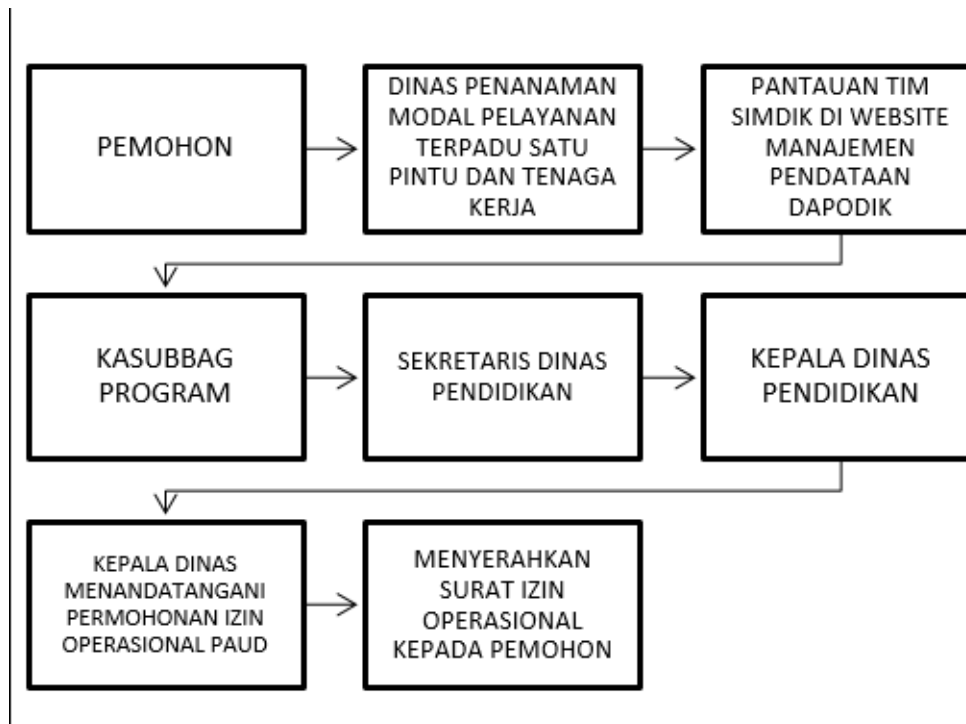 PEMOHON
DINAS PENANAMAN
MODAL PELAYANAN
TERPADU SATU
PINTU DAN TENAGA
KERJA
PANTAUAN TIM
SIMDIK DI WEBSITE
MANAJEMEN
PENDATAAN
DAPODIK
KASUBBAG
PROGRAM
SEKRETARIS DINAS
PENDIDIKAN
KEPALA DINAS
PENDIDIKAN
KEPALA DINAS
MENANDATANGANI
PERMOHONAN IZIN
OPERASIONAL PAUD
MENYERAHKAN
SURAT IZIN
OPERASIONAL
KEPADA PEMOHON